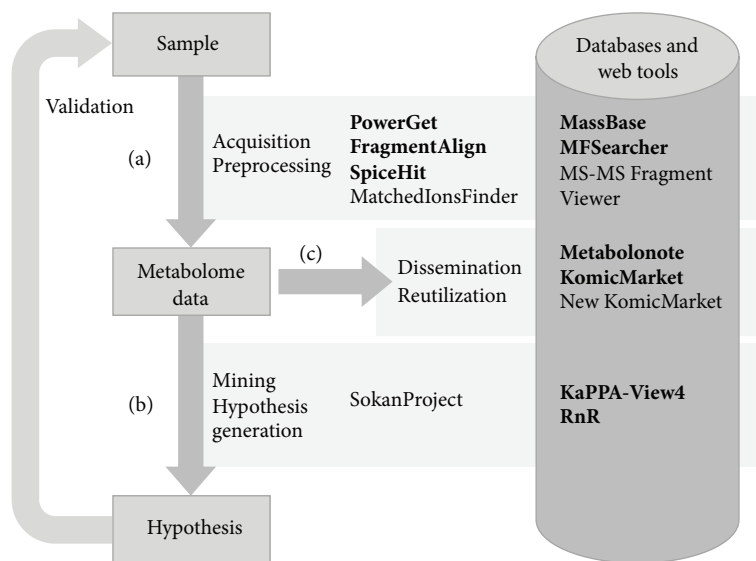 Sample
Databases and
web tools
Validation
(a)
Acquisition
Preprocessing
PowerGet
FragmentAlign
SpiceHit
MatchedIonsFinder
MassBase
MFSearcher
MS-MS Fragment
Viewer
Metabolome
data
(c)
Dissemination
Reutilization
Metabolonote
KomicMarket
New KomicMarket
(b)
Mining
Hypothesis
generation
SokanProject
KaPPA-View4
RnR
Hypothesis